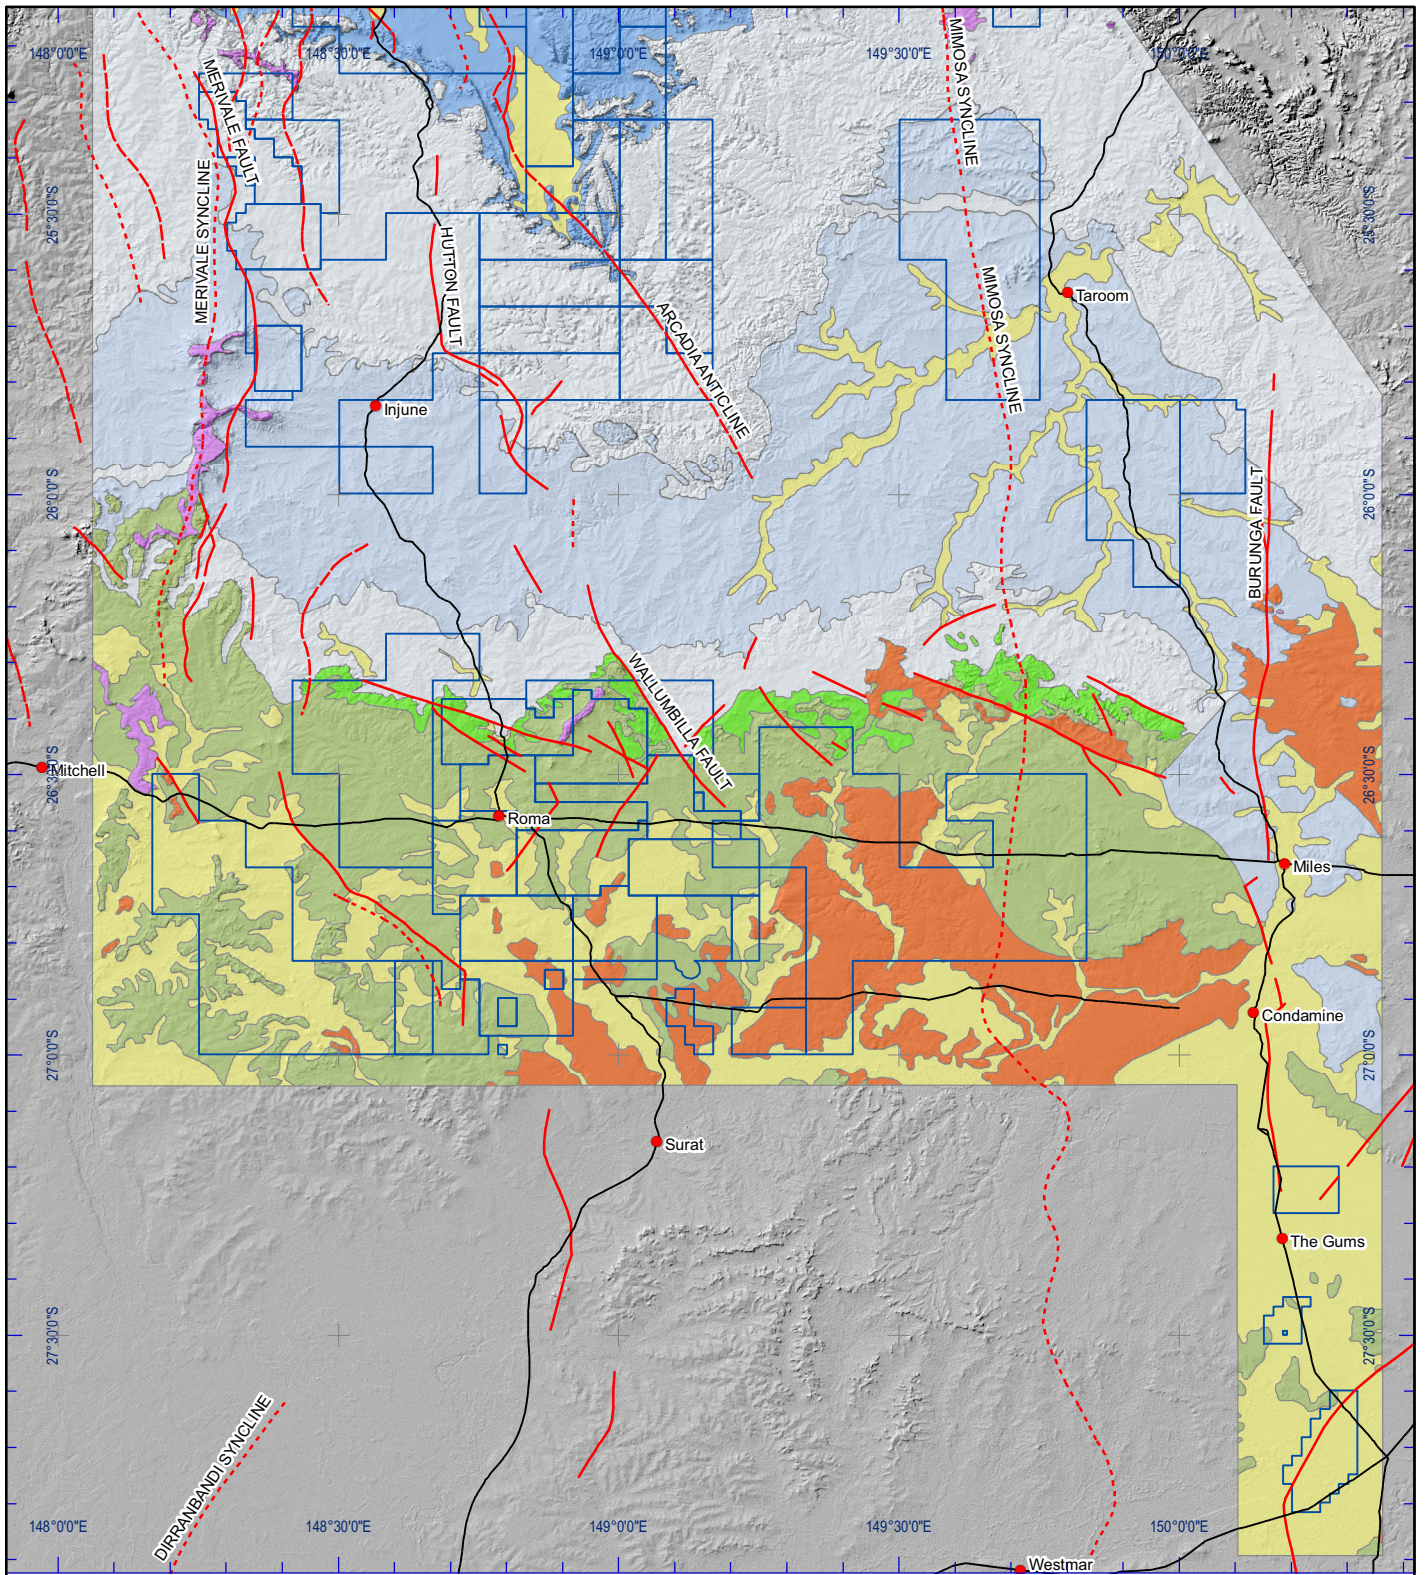 148°0'0"E
148°30'0"E
149°0'0"E
149°30'0"E
150°0'0"E
MERIVALE FAULT
MERIVALE SYNCLINE
MIMOSA SYNCLINE
25°30'0"S
25°30'0"S
HUTTON FAULT
MIMOSA SYNCLINE
Taroom
ARCADIA ANTICLINE
Injune
26°0'0"S
26°0'0"S
BURUNGA FAULT
WALLUMBILLA FAULT
26°30'0"S
26°30'0"S
Mitchell
Roma
Miles
Condamine
27°0'0"S
27°0'0"S
Surat
The Gums
27°30'0"S
27°30'0"S
DIRRANBANDI SYNCLINE
148°0'0"E
148°30'0"E
149°0'0"E
149°30'0"E
150°0'0"E
Westmar